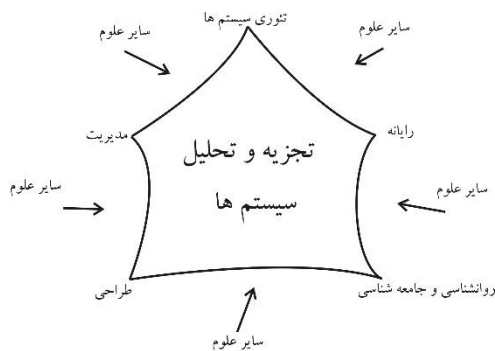 تئوری سیستم ها
سایر علوم
سایر علوم
رایانه
مدیریت
تجزیه و تحلیل
سیستم ها
سایر علوم
سایر علوم
روانشناسی و جامعه شناسی
طراحی
سایر علوم